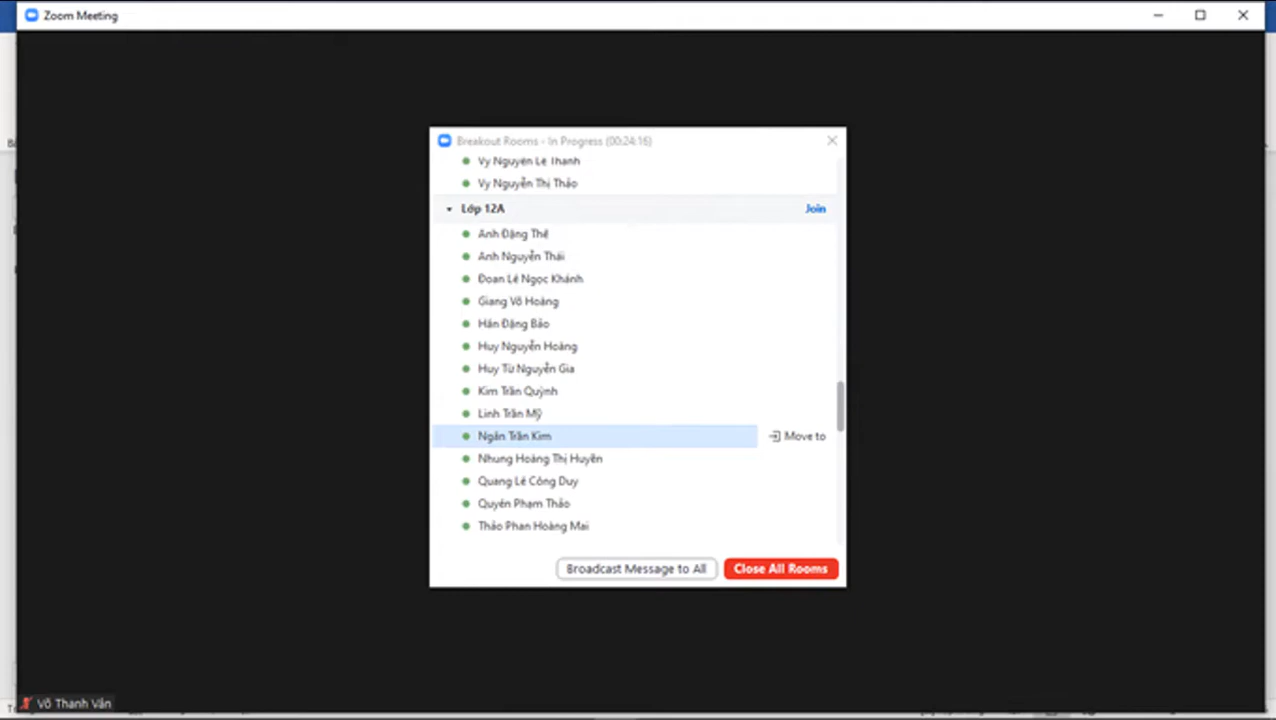 Zoom Meeting
Breakout Rooms - In Progress (00:24:16)
Vy Nguyễn Lê Thanh
Vy Nguyễn Thị Thảo
Lớp 12A Join
Anh Đặng Thế
Anh Nguyễn Thái
Đoan Lê Ngọc Khánh
Giang Võ Hoàng
Hân Đặng Bảo
Huy Nguyễn Hoàng
Huy Từ Nguyễn Gia
Kim Trần Quỳnh
Linh Trần Mỹ
Ngân Trần Kim Move to
Nhung Hoàng Thị Huyền
Quang Lê Công Duy
Quyên Phạm Thảo
Thảo Phan Hoàng Mai
Broadcast Message to All Close All Rooms
Võ Thanh Vân